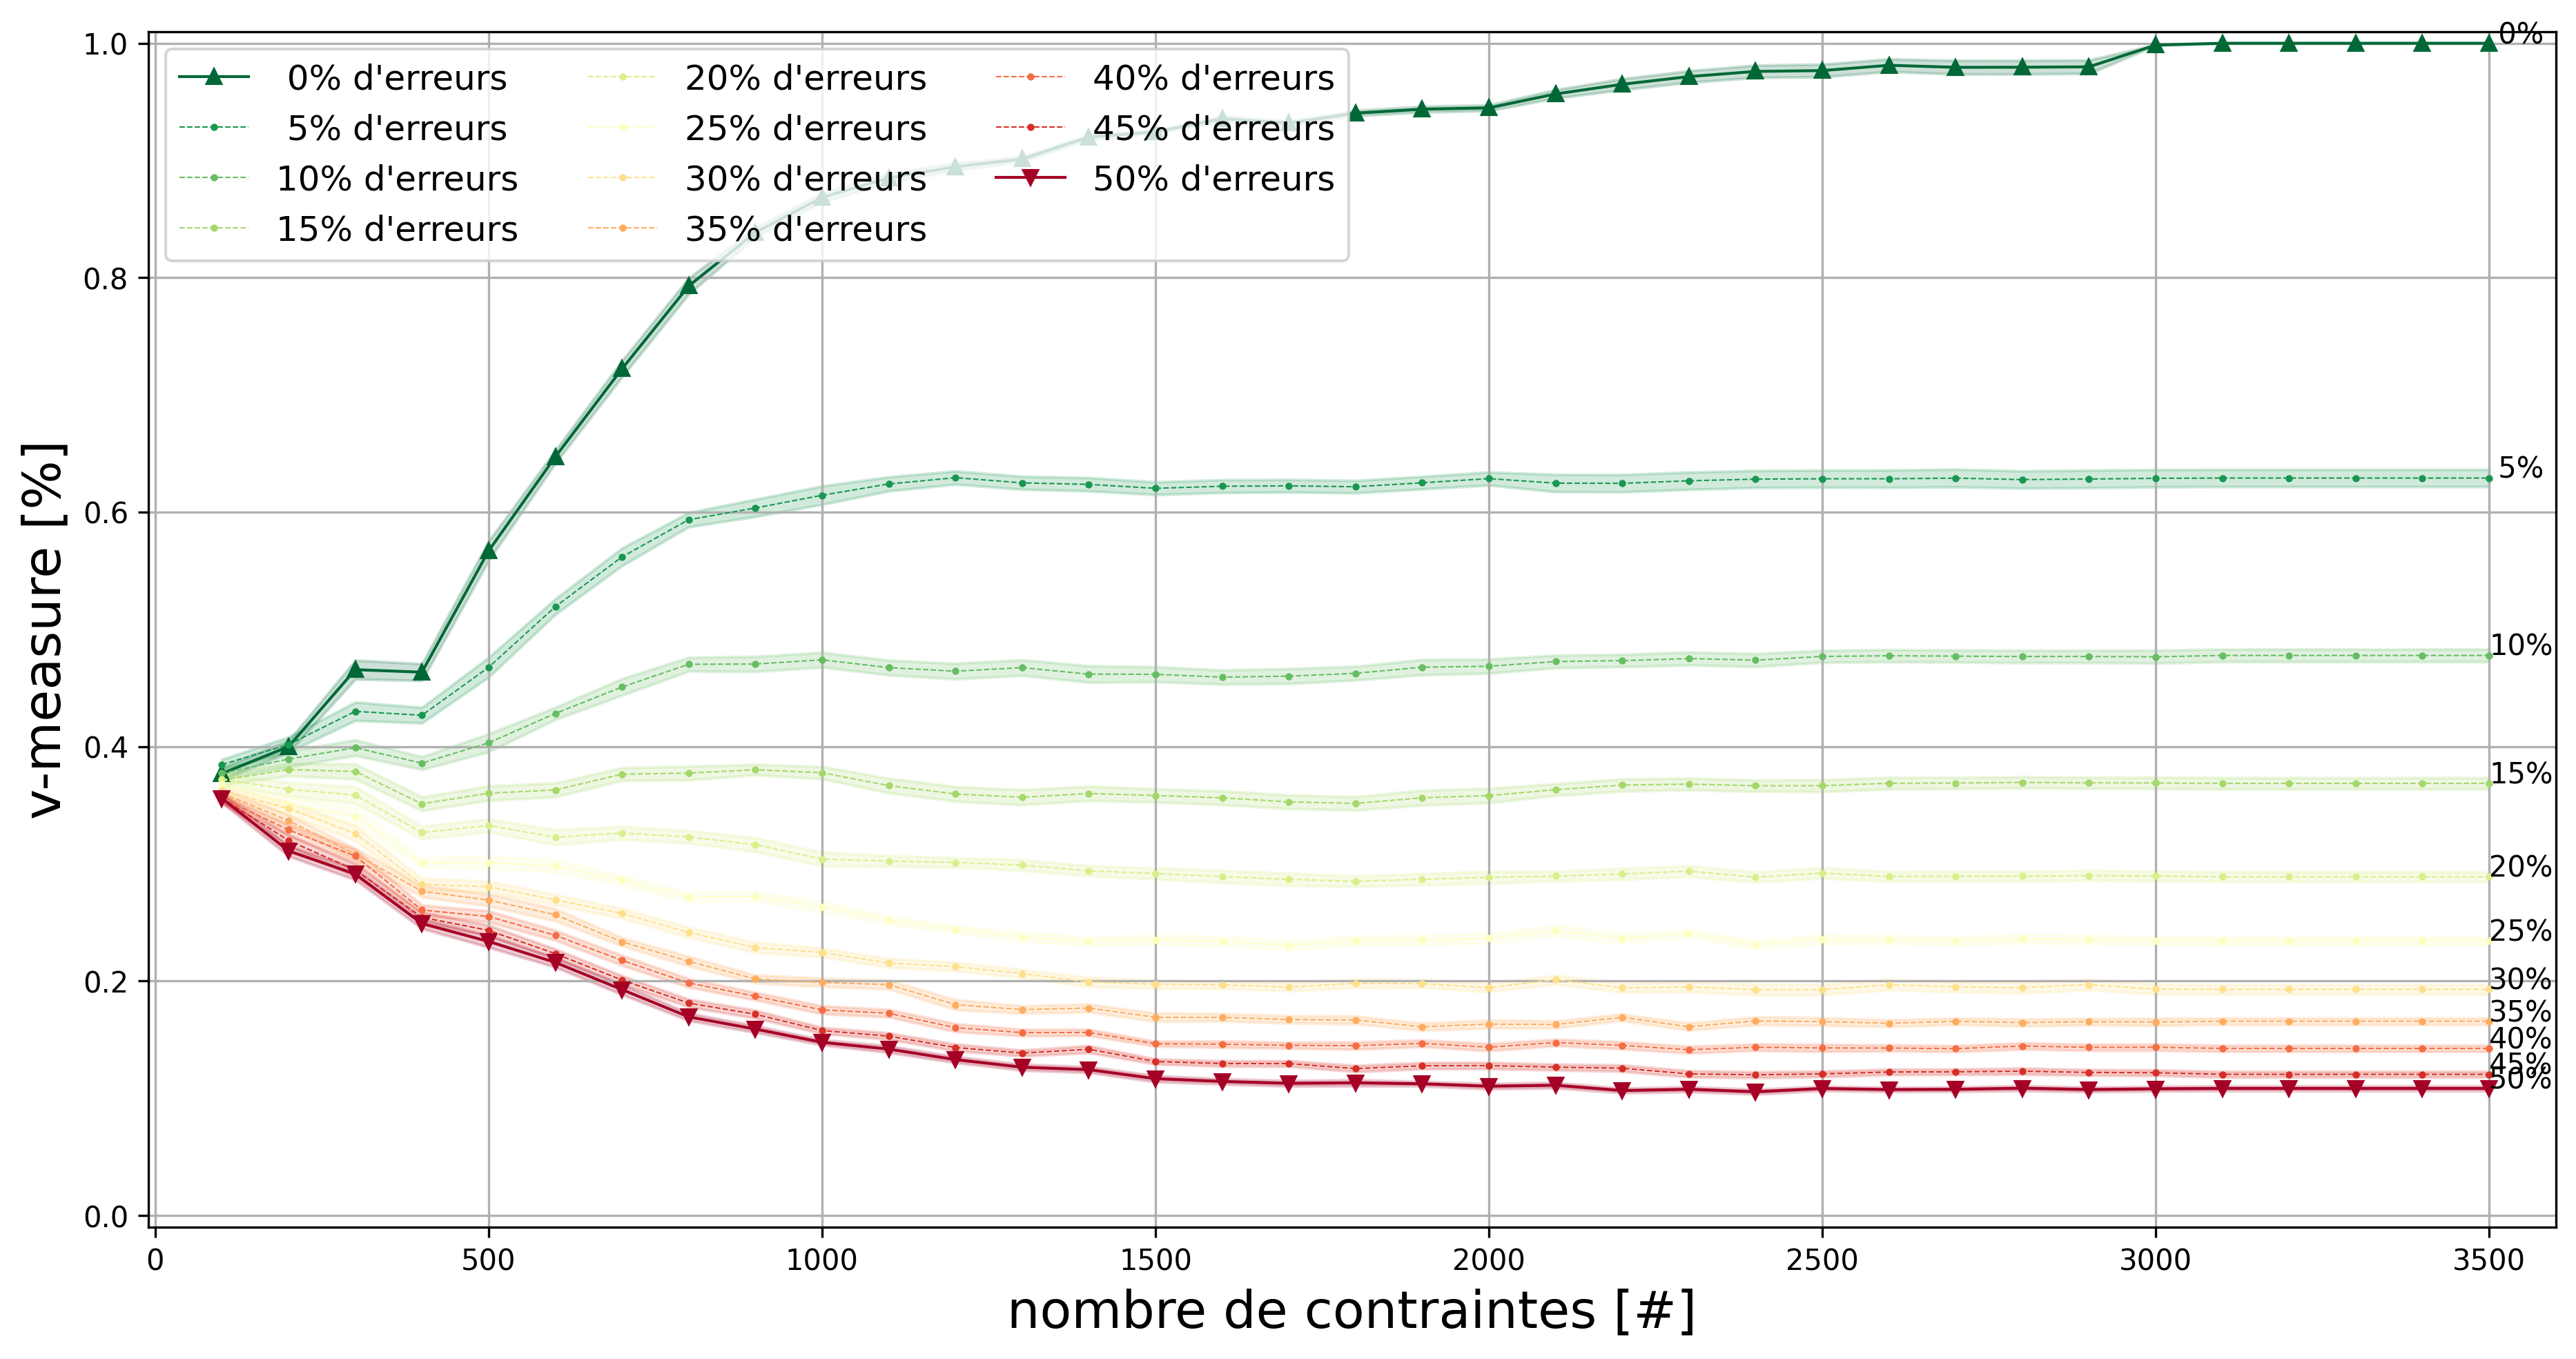 v-measure [%]
1.0
0.8
0.6
0.4
0.2
0.0
0% d'erreurs
5% d'erreurs
10% d'erreurs
15% d'erreurs
20% d'erreurs
25% d'erreurs
30% d'erreurs
35% d'erreurs
40% d'erreurs
45% d'erreurs
50% d'erreurs
0%
5%
10%
15%
20%
25%
30%
35%
40%
45%
50%
0 500 1000 1500 2000 2500 3000 3500
nombre de contraintes [#]